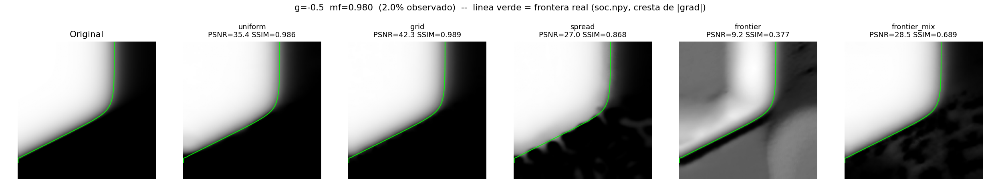 g=-0.5  mf=0.980  (2.0% observado)  --  linea verde = frontera real (soc.npy, cresta de |grad|)
Original
uniform
PSNR=35.4 SSIM=0.986
grid
PSNR=42.3 SSIM=0.989
spread
PSNR=27.0 SSIM=0.868
frontier
PSNR=9.2 SSIM=0.377
frontier_mix
PSNR=28.5 SSIM=0.689